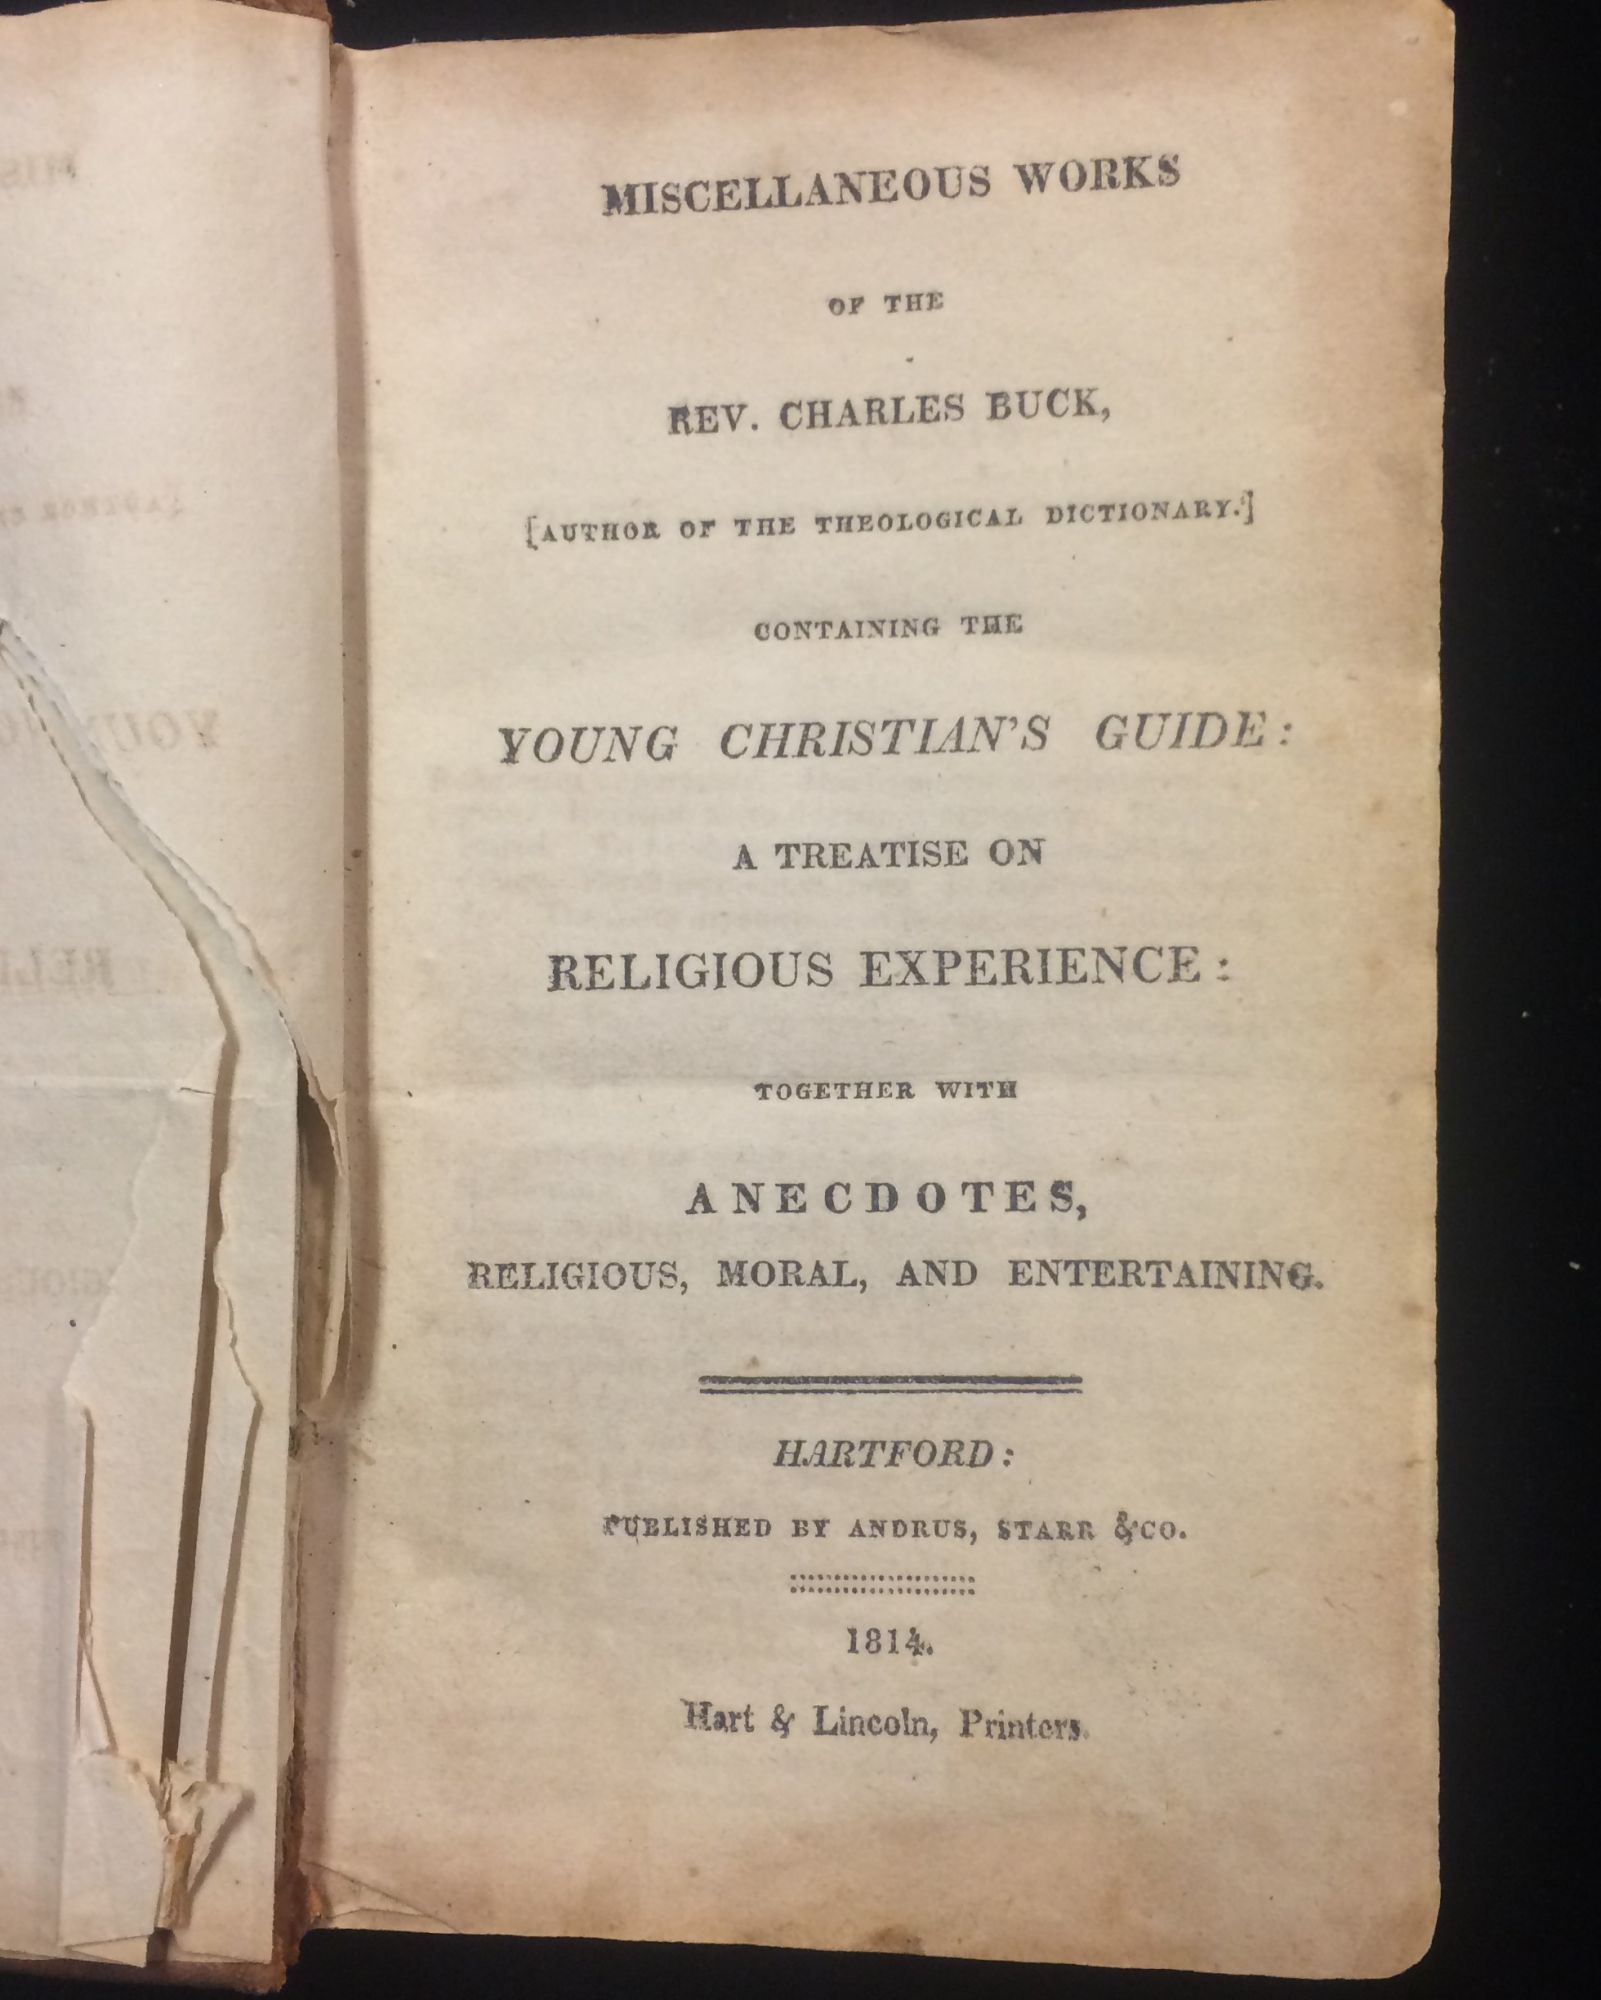 MISCELLANEOUS WORKS
OF THE
REV. CHARLES BUCK,
[AUTHOR OF THE THEOLOGICAL DICTIONARY.]
CONTAINING THE
YOUNG CHRISTIAN'S GUIDE:
A TREATISE ON
RELIGIOUS EXPERIENCE:
TOGETHER WITH
ANECDOTES,
RELIGIOUS, MORAL, AND ENTERTAINING.
HARTFORD:
PUBLISHED BY ANDRUS, STARR & CO.
1814.
Hart & Lincoln, Printers.